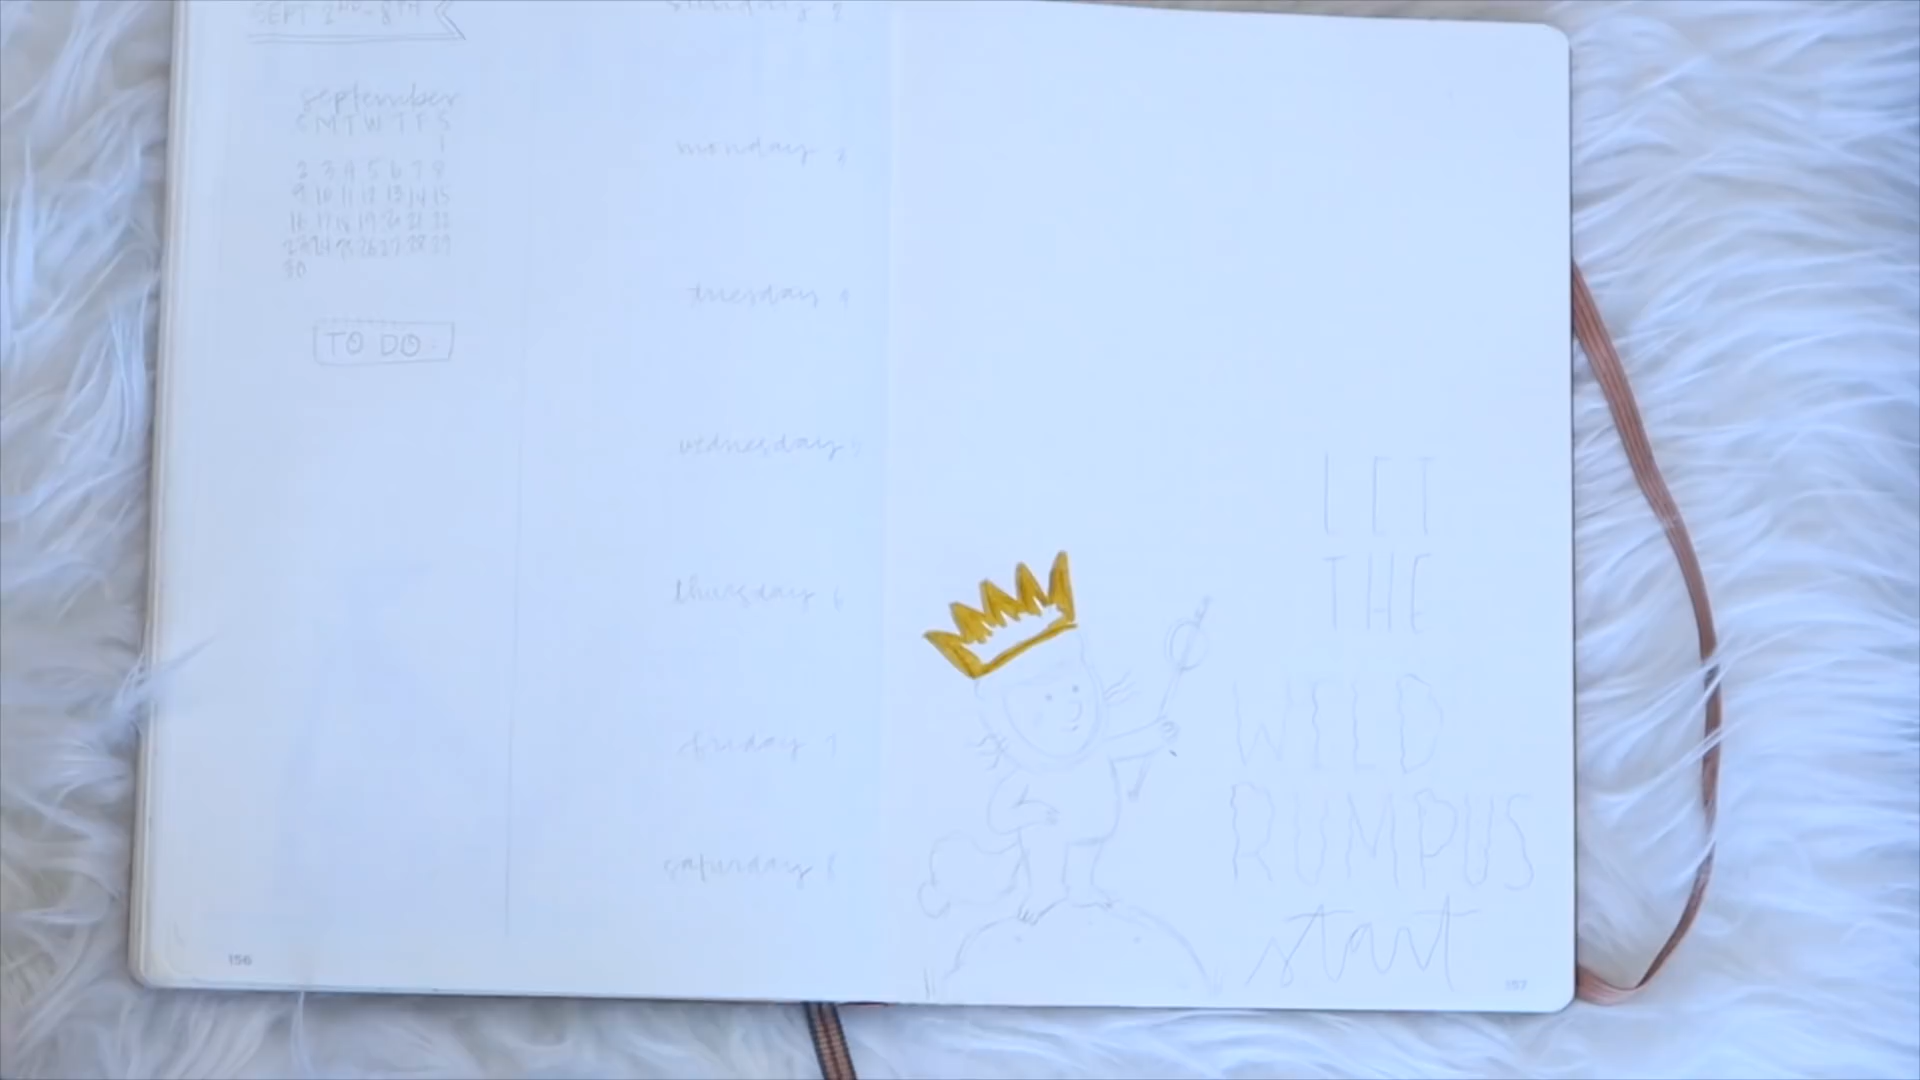 SEPT 2ND-8TH
september
S M T W T F S
1
2 3 4 5 6 7 8
9 10 11 12 13 14 15
16 17 18 19 20 21 22
23 24 25 26 27 28 29
30
TO DO
sunday 2
monday 3
tuesday 4
wednesday 5
thursday 6
friday 7
saturday 8
156
LET
THE
WILD
RUMPUS
start
157